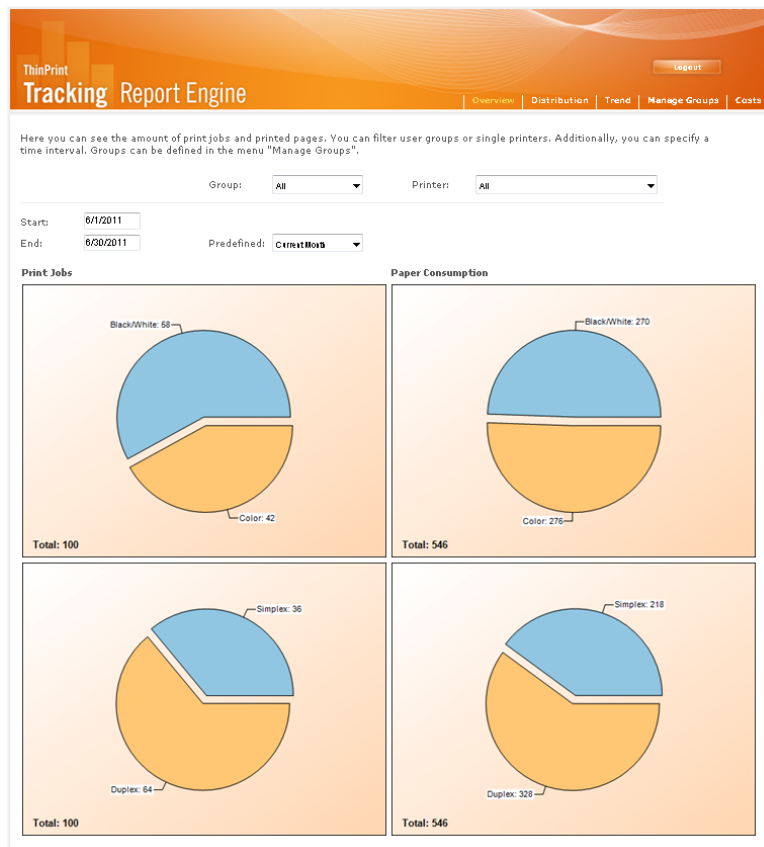 ThinPrint
Tracking Report Engine
Logout
Overview Distribution Trend Manage Groups Costs
Here you can see the amount of print jobs and printed pages. You can filter user groups or single printers. Additionally, you can specify a
time interval. Groups can be defined in the menu "Manage Groups".
Group: All Printer: All
Start: 6/1/2011
End: 6/30/2011 Predefined: Current Month
Print Jobs
Paper Consumption
Black/White: 58
Color: 42
Total: 100
Black/White: 270
Color: 276
Total: 546
Simplex: 36
Duplex: 64
Total: 100
Simplex: 218
Duplex: 328
Total: 546